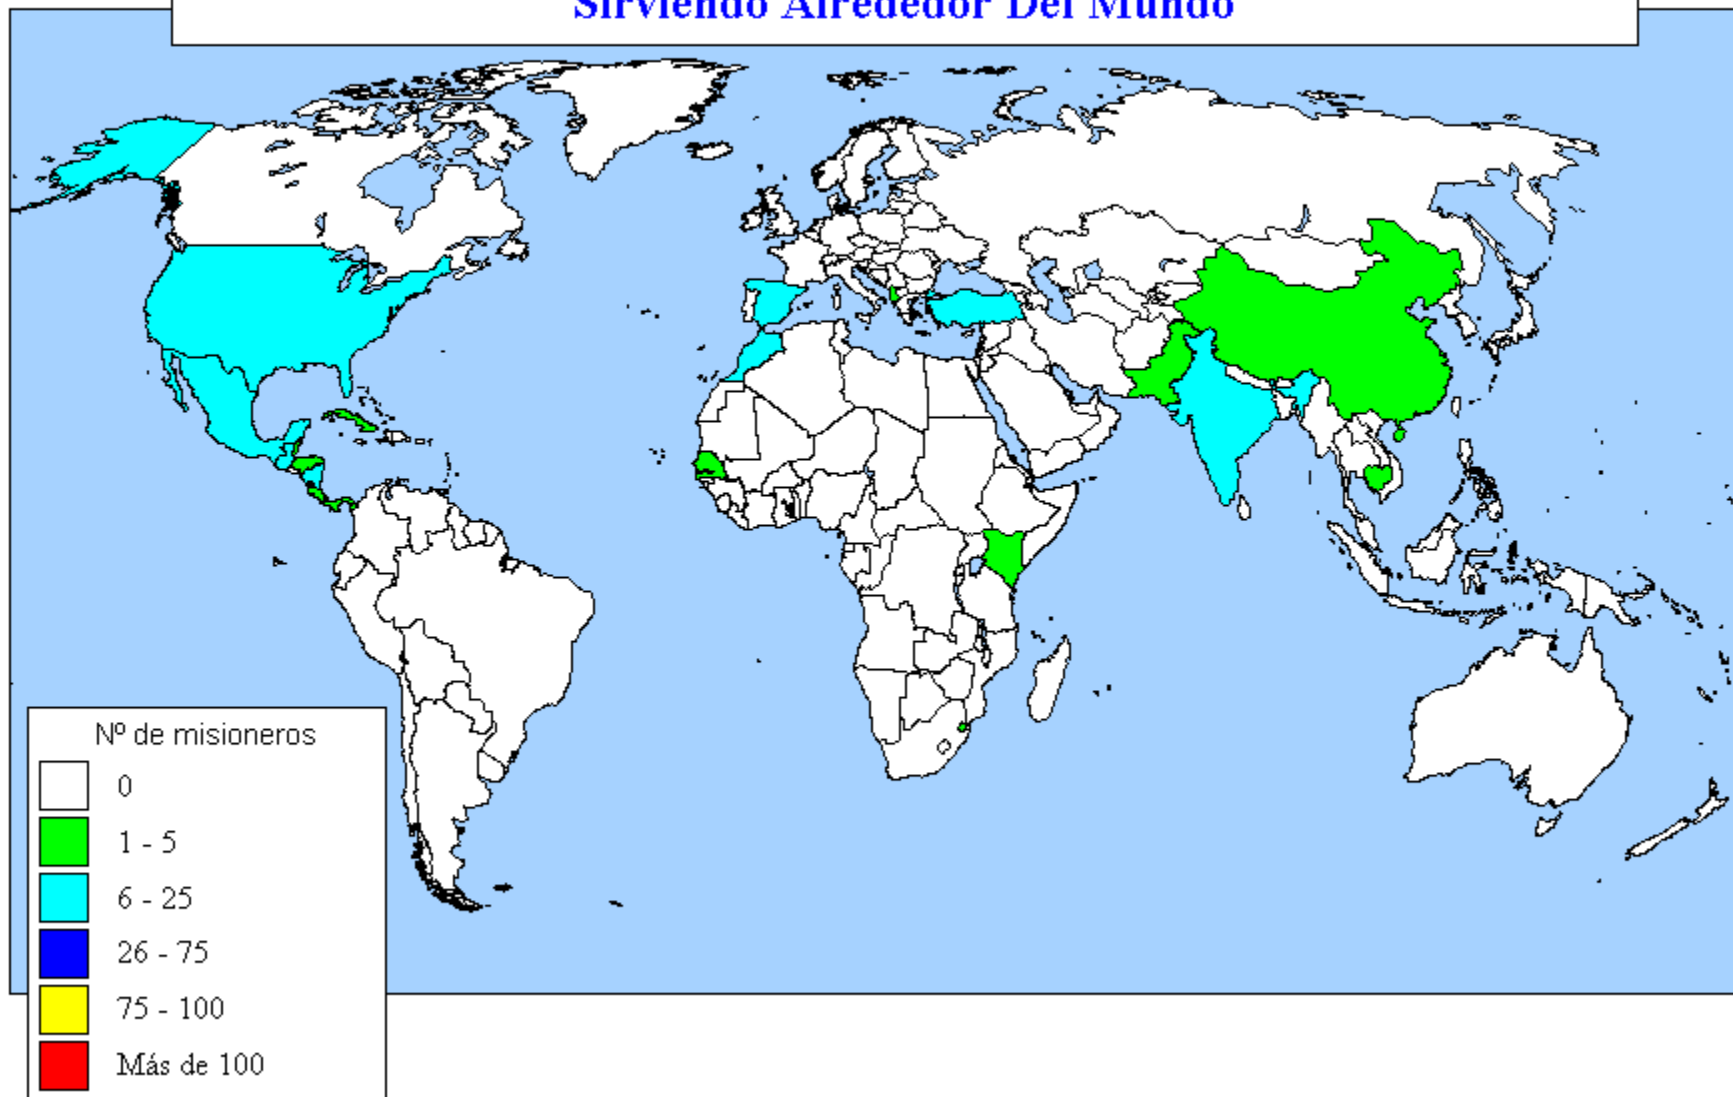 Sirviendo Alrededor Del Mundo
Nº de misioneros
0
1 - 5
6 - 25
26 - 75
75 - 100
Más de 100